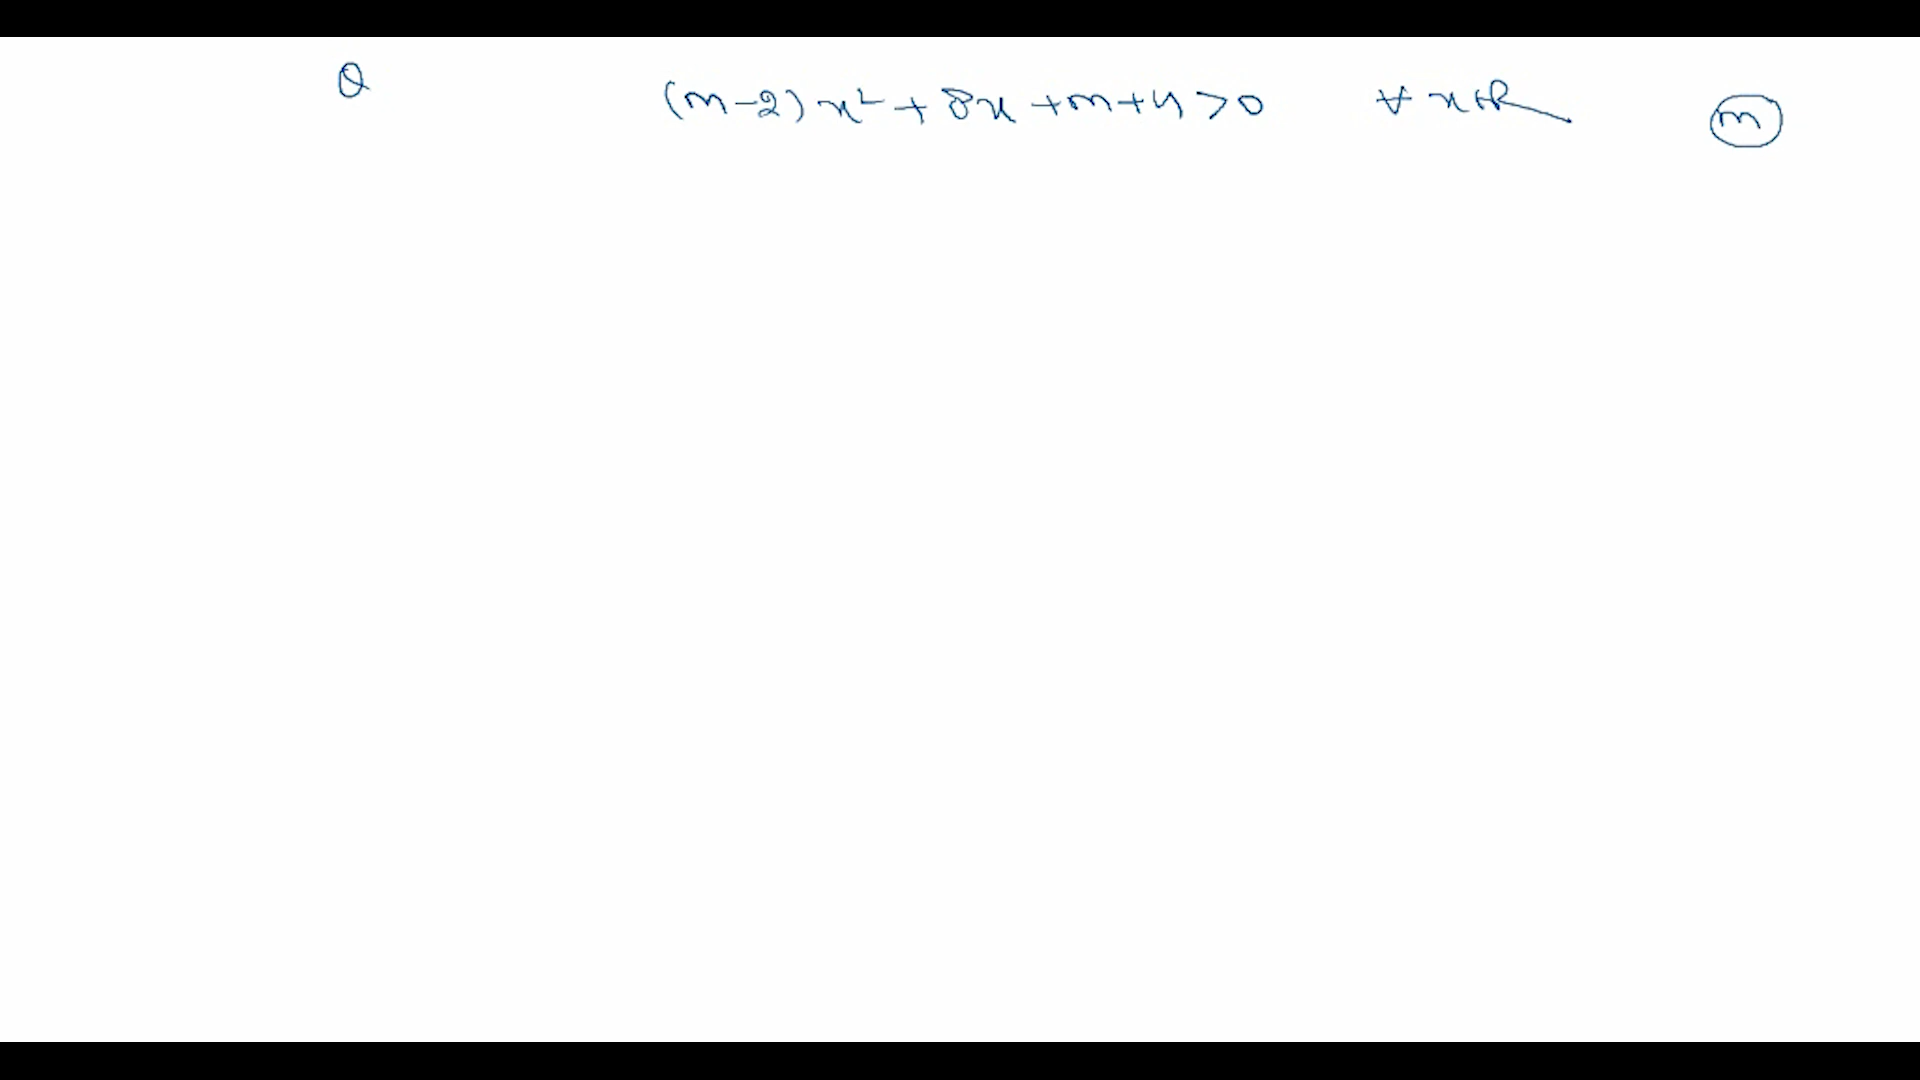 Q (m-2)x² + 8x + m + 4 > 0 ∀ x ∈ R m